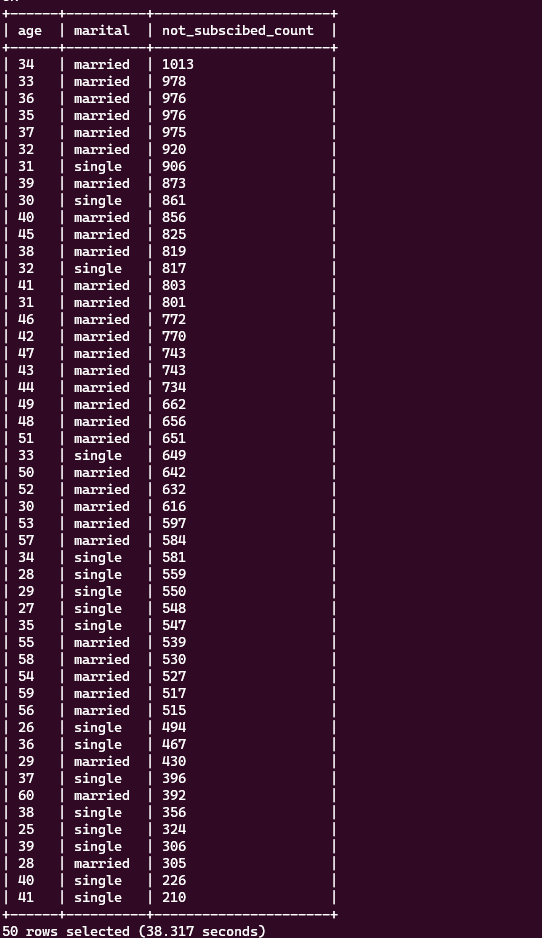 +------+----------+----------------------+
| age | marital | not_subscibed_count |
+------+----------+----------------------+
| 34 | married | 1013 |
| 33 | married | 978 |
| 36 | married | 976 |
| 35 | married | 976 |
| 37 | married | 975 |
| 32 | married | 920 |
| 31 | single | 906 |
| 39 | married | 873 |
| 30 | single | 861 |
| 40 | married | 856 |
| 45 | married | 825 |
| 38 | married | 819 |
| 32 | single | 817 |
| 41 | married | 803 |
| 31 | married | 801 |
| 46 | married | 772 |
| 42 | married | 770 |
| 47 | married | 743 |
| 43 | married | 743 |
| 44 | married | 734 |
| 49 | married | 662 |
| 48 | married | 656 |
| 51 | married | 651 |
| 33 | single | 649 |
| 50 | married | 642 |
| 52 | married | 632 |
| 30 | married | 616 |
| 53 | married | 597 |
| 57 | married | 584 |
| 34 | single | 581 |
| 28 | single | 559 |
| 29 | single | 550 |
| 27 | single | 548 |
| 35 | single | 547 |
| 55 | married | 539 |
| 58 | married | 530 |
| 54 | married | 527 |
| 59 | married | 517 |
| 56 | married | 515 |
| 26 | single | 494 |
| 36 | single | 467 |
| 29 | married | 430 |
| 37 | single | 396 |
| 60 | married | 392 |
| 38 | single | 356 |
| 25 | single | 324 |
| 39 | single | 306 |
| 28 | married | 305 |
| 40 | single | 226 |
| 41 | single | 210 |
+------+----------+----------------------+
50 rows selected (38.317 seconds)